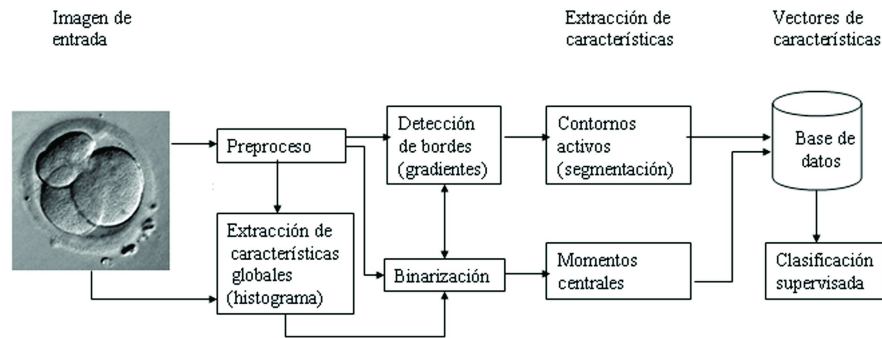 Imagen de
entrada
Extracción de
características
Vectores de
características
Preproceso
Detección
de bordes
(gradientes)
Contornos
activos
(segmentación)
Base de
datos
Extracción de
características
globales
(histograma)
Binarización
Momentos
centrales
Clasificación
supervisada